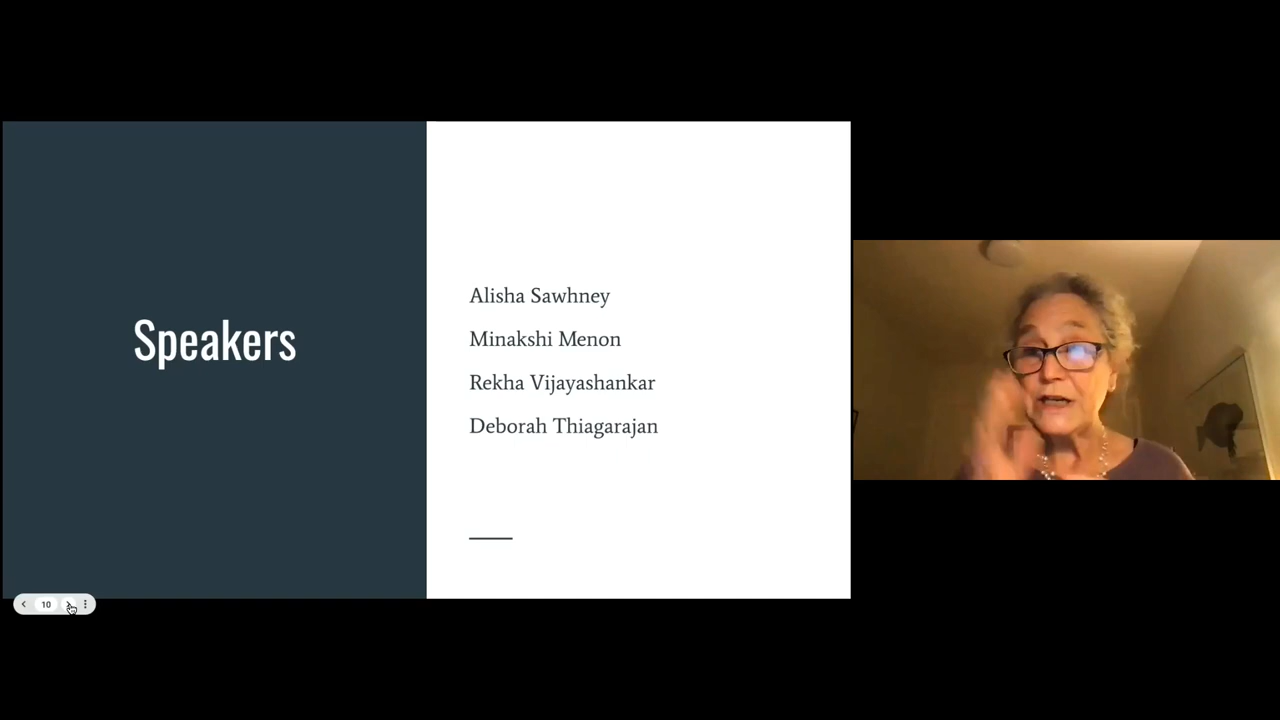 Speakers
Alisha Sawhney
Minakshi Menon
Rekha Vijayashankar
Deborah Thiagarajan
10